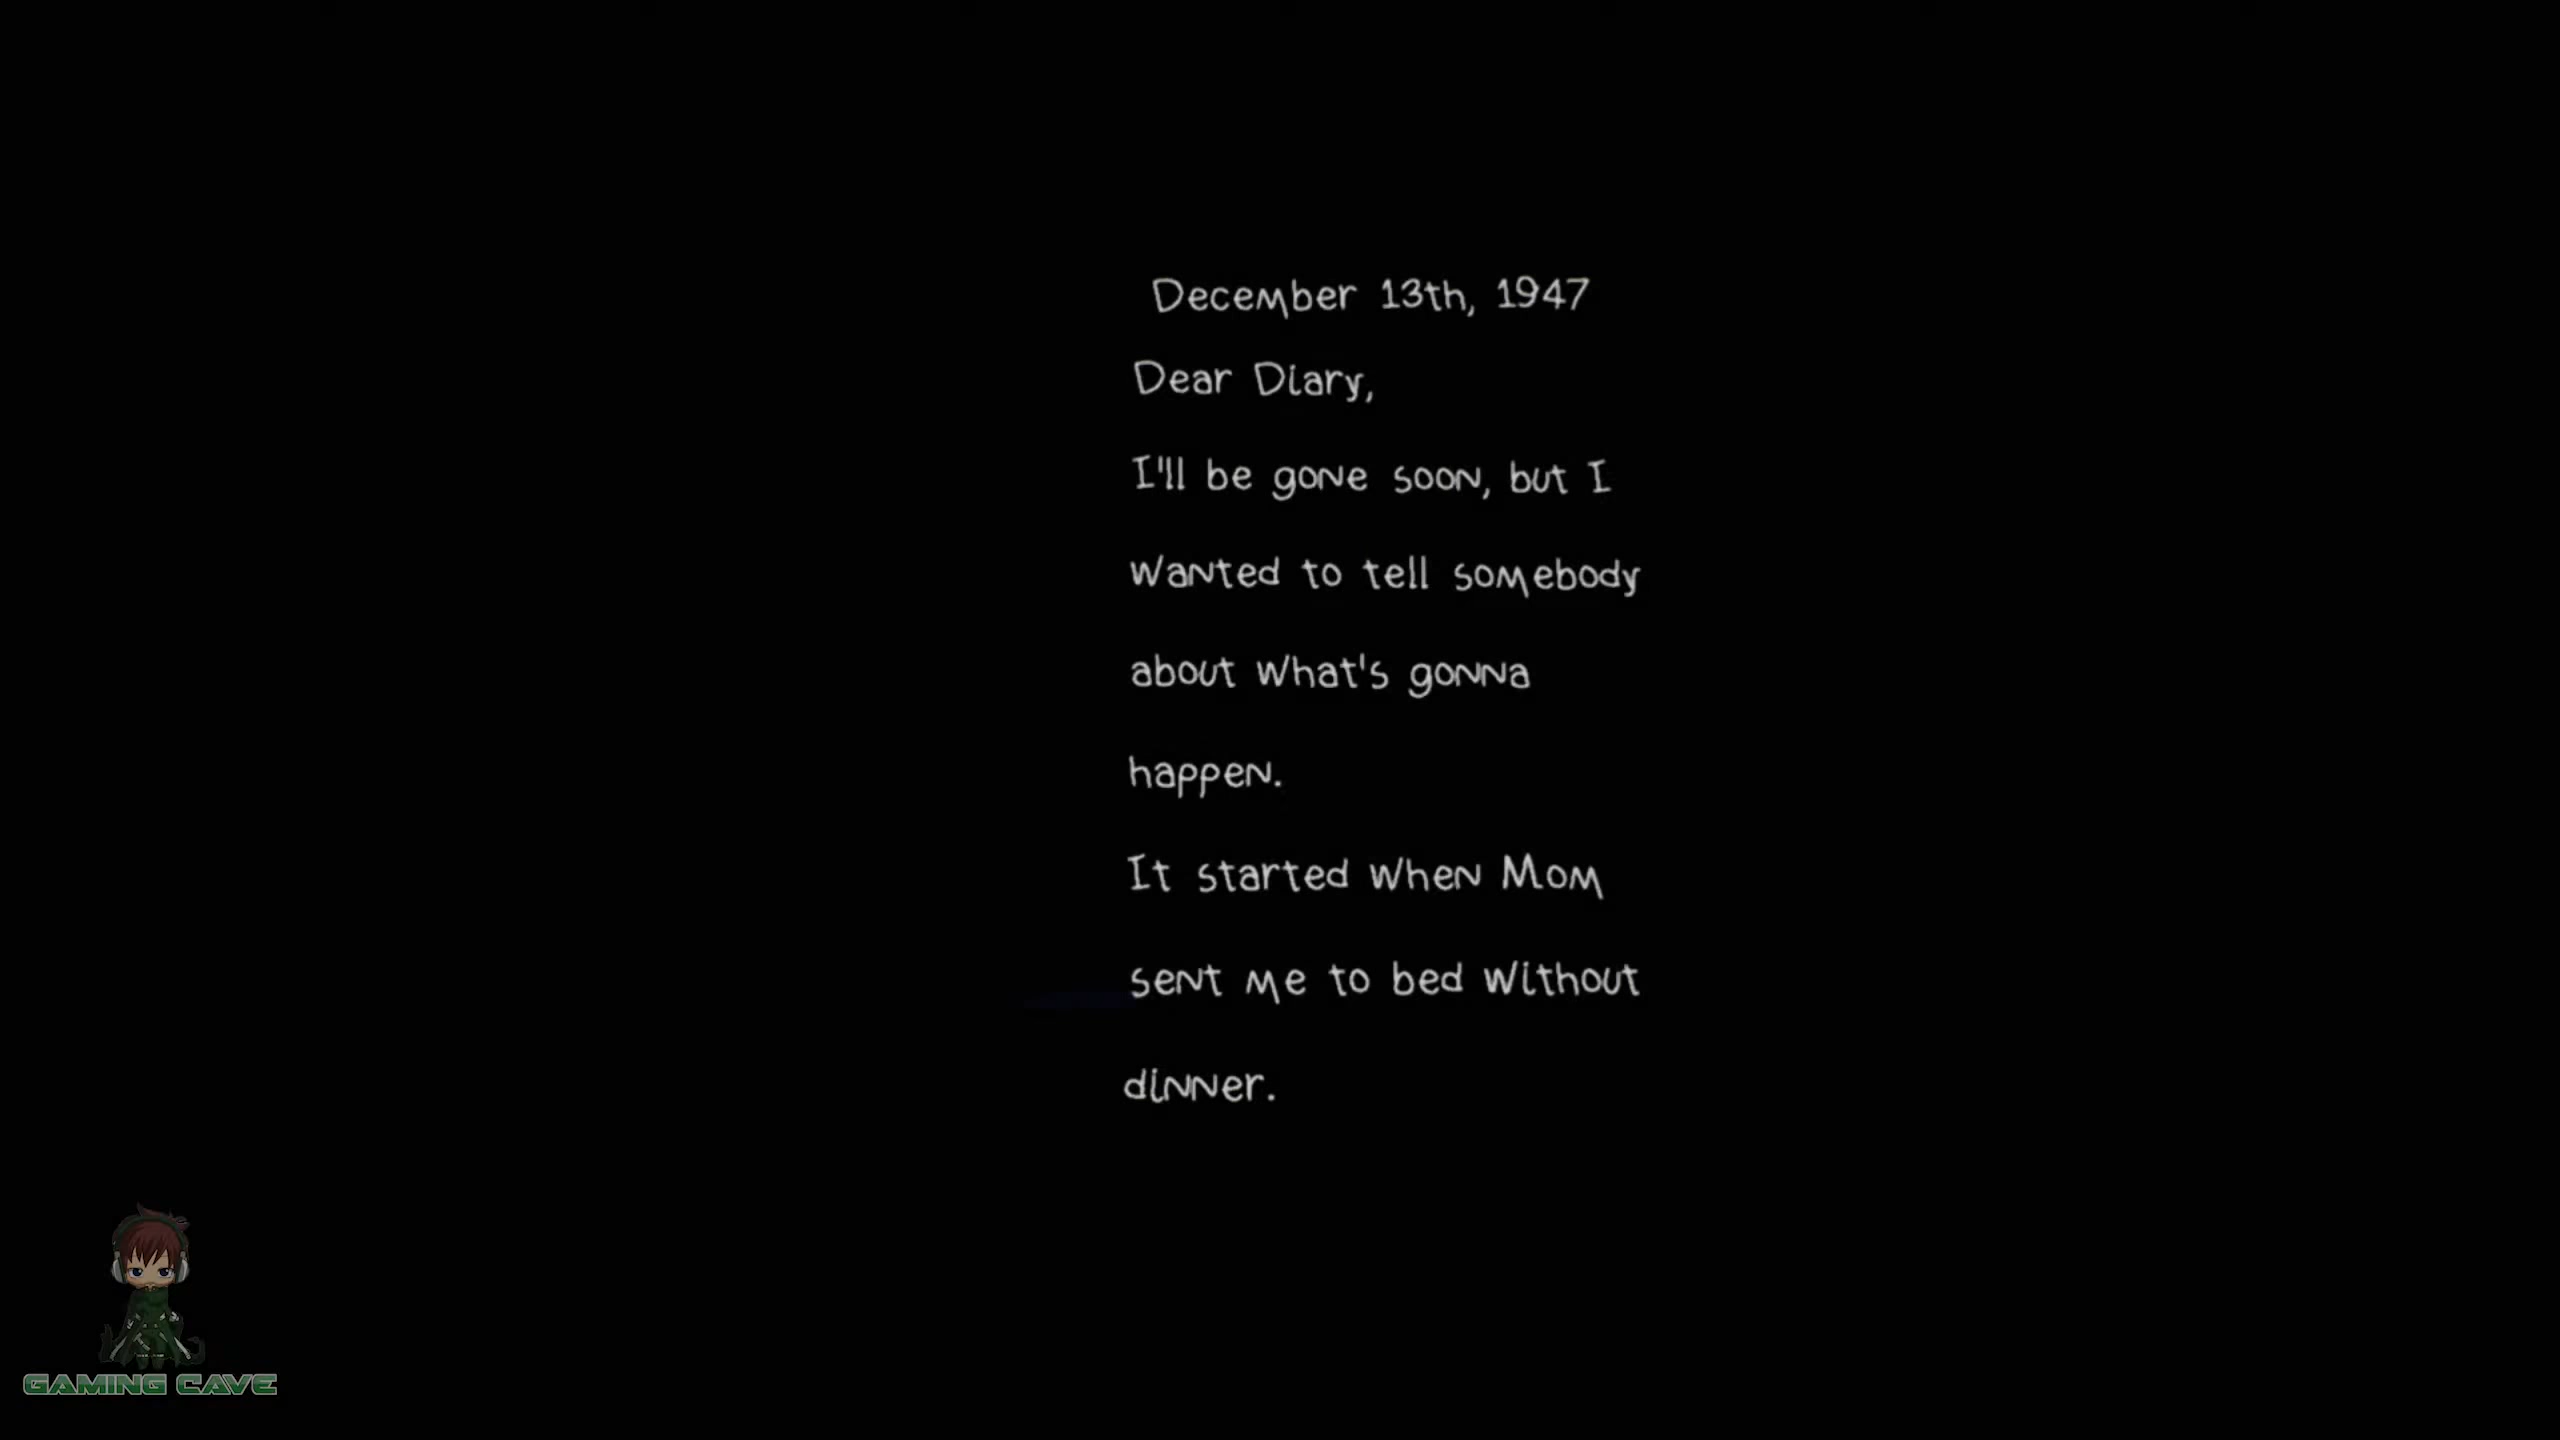 December 13th, 1947
Dear Diary,
I'll be gone soon, but I
wanted to tell somebody
about what's gonna
happen.
It started when Mom
sent me to bed without
dinner.
GAMING CAVE